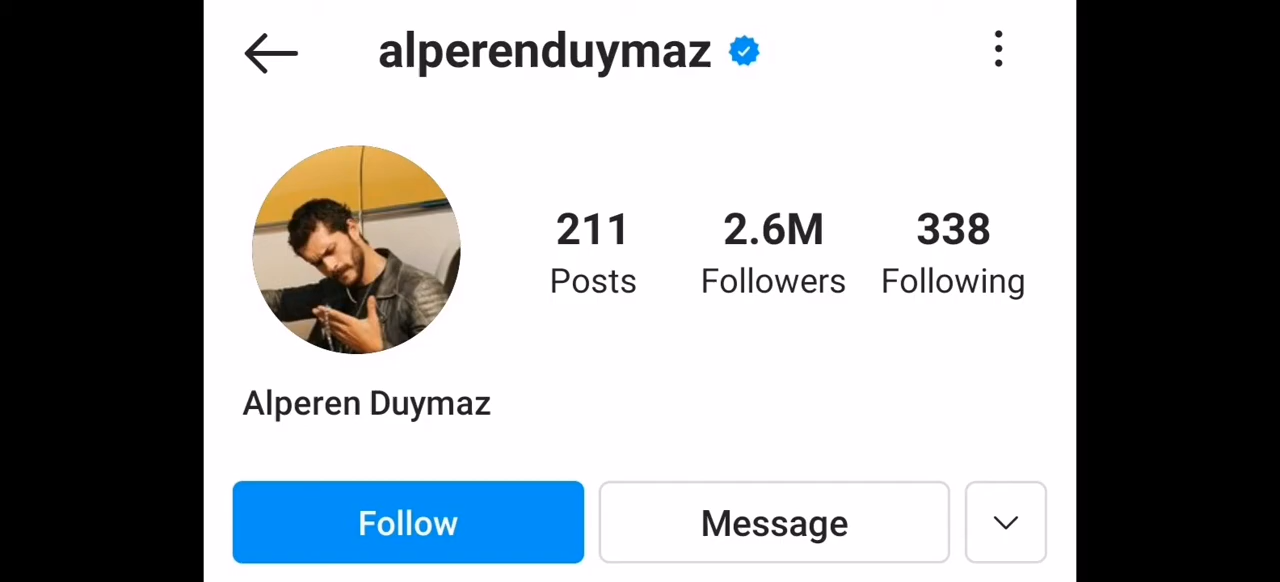 alperenduymaz
211 2.6M 338
Posts Followers Following
Alperen Duymaz
Follow Message